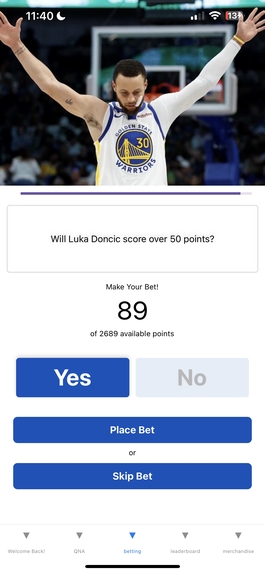 11:40
13+
GOLDEN STATE
30
WARRIORS
Will Luka Doncic score over 50 points?
Make Your Bet!
89
of 2689 available points
Yes
No
Place Bet
or
Skip Bet
Welcome Back!
QNA
betting
leaderboard
merchandise